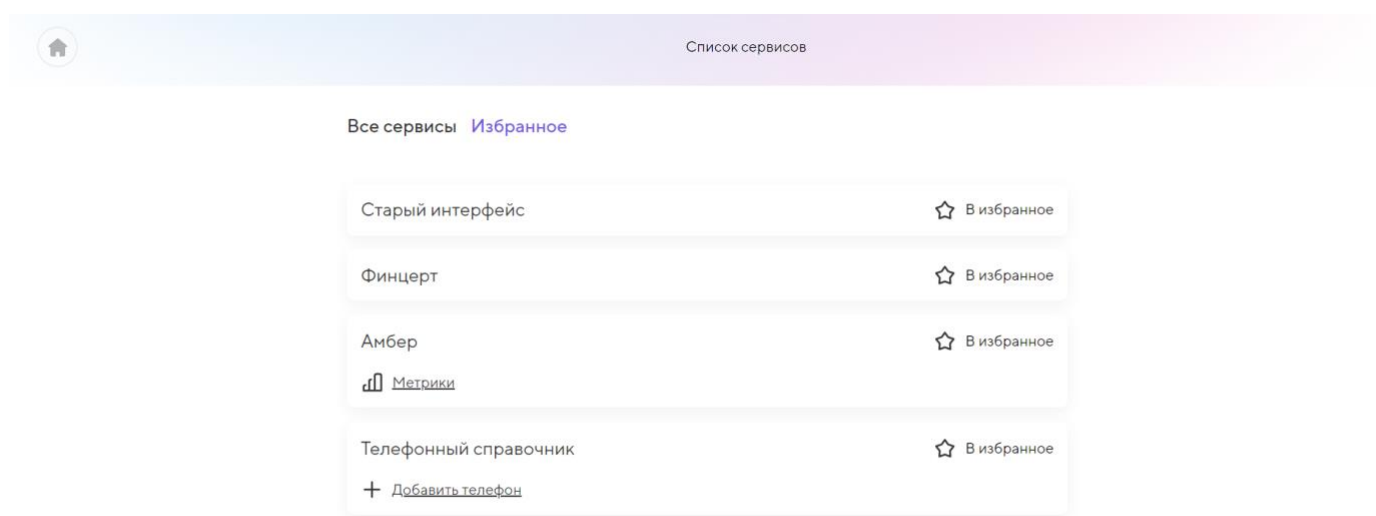 Список сервисов
Все сервисы Избранное
Старый интерфейс В избранное
Финцерт В избранное
Амбер В избранное
Метрики
Телефонный справочник В избранное
Добавить телефон